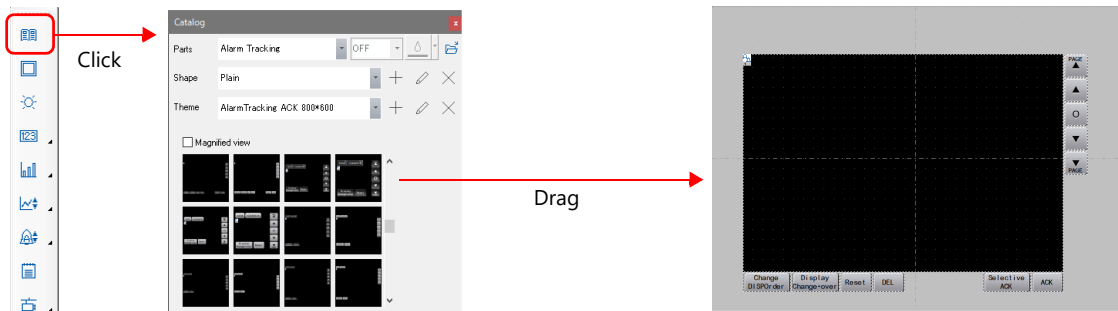 Click
Catalog
x
Parts
Alarm Tracking
OFF
Shape
Plain
Theme
AlarmTracking ACK 800*600
Magnified view
123
Drag
PAGE
PAGE
Change
DISPOrder
Display
Change-over
Reset
DEL
Selective
ACK
ACK